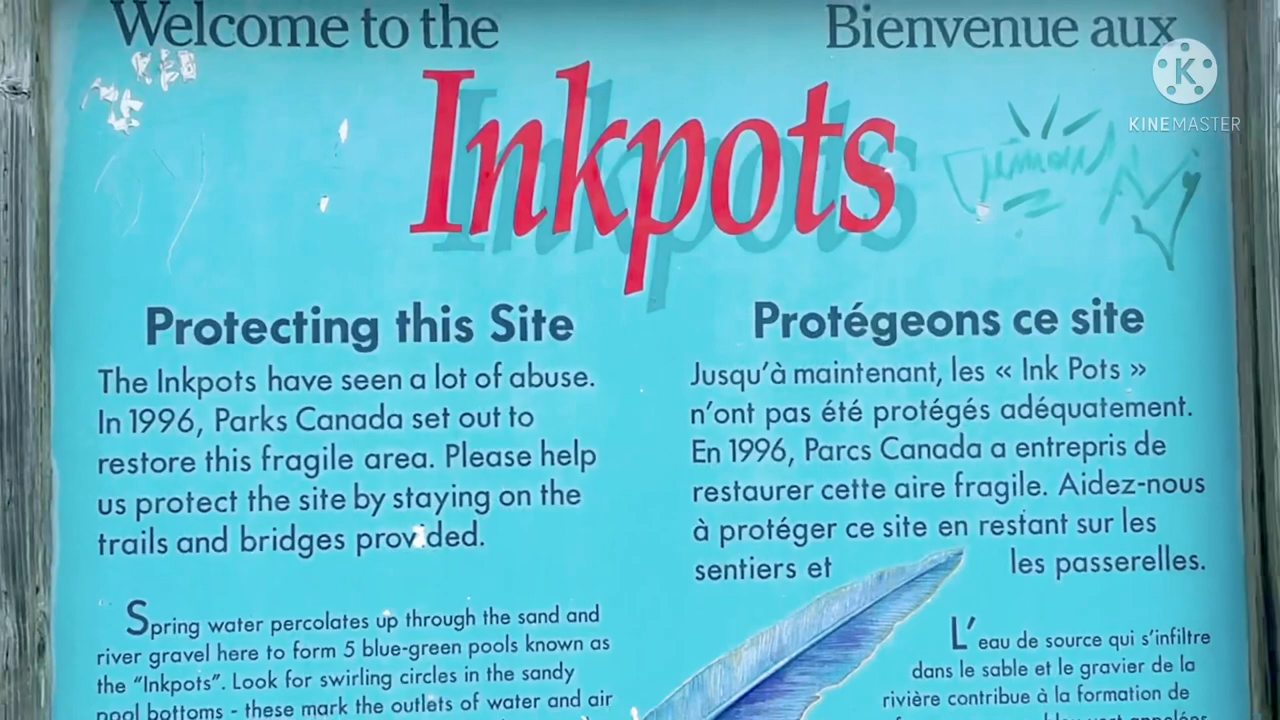 Welcome to the
Bienvenue aux
KINEMASTER
Inkpots
Protecting this Site
The Inkpots have seen a lot of abuse.
In 1996, Parks Canada set out to
restore this fragile area. Please help
us protect the site by staying on the
trails and bridges provided.
Spring water percolates up through the sand and
river gravel here to form 5 blue-green pools known as
the “Inkpots”. Look for swirling circles in the sandy
pool bottoms - these mark the outlets of water and air
Protégeons ce site
Jusqu’à maintenant, les « Ink Pots »
n’ont pas été protégés adéquatement.
En 1996, Parcs Canada a entrepris de
restaurer cette aire fragile. Aidez-nous
à protéger ce site en restant sur les
sentiers et les passerelles.
L’eau de source qui s’infiltre
dans le sable et le gravier de la
rivière contribue à la formation de